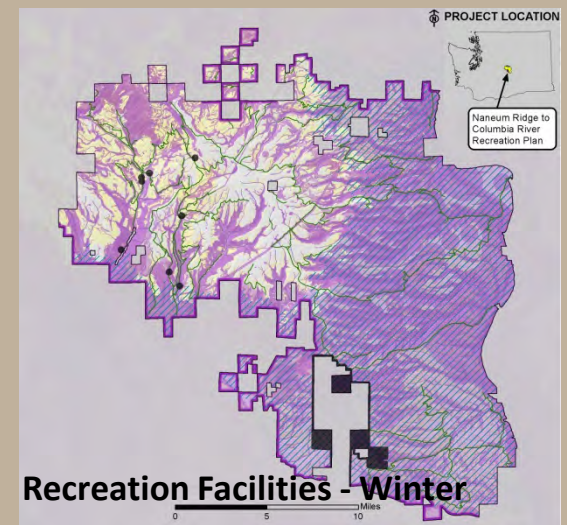 PROJECT LOCATION
Naneum Ridge to
Columbia River
Recreation Plan
Recreation Facilities - Winter
Miles
0 5 10